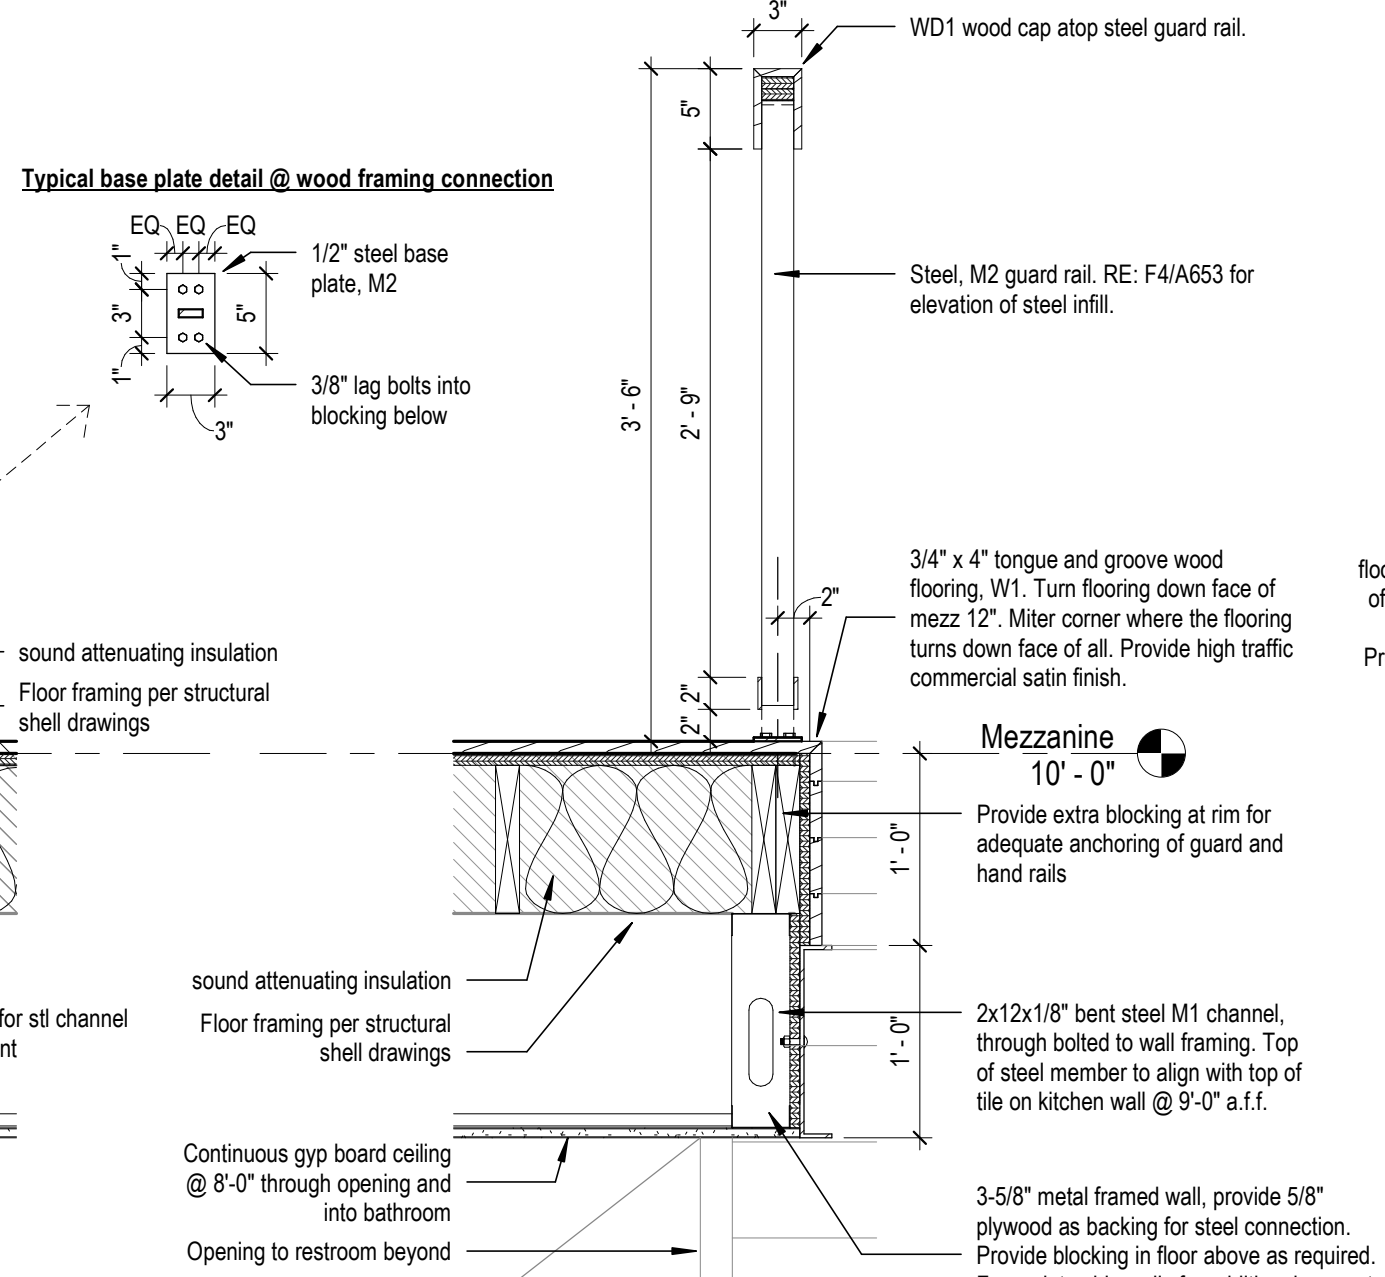 3"
WD1 wood cap atop steel guard rail.
5"
Typical base plate detail @ wood framing connection
EQ EQ EQ
1"
1/2" steel base
plate, M2
3"
5"
1"
3/8" lag bolts into
blocking below
3"
Steel, M2 guard rail. RE: F4/A653 for
elevation of steel infill.
3' - 6"
2' - 9"
2"
3/4" x 4" tongue and groove wood
flooring, W1. Turn flooring down face of
mezz 12". Miter corner where the flooring
turns down face of all. Provide high traffic
commercial satin finish.
of
Pr
sound attenuating insulation
Floor framing per structural
shell drawings
2"
2"
Mezzanine
10' - 0"
Provide extra blocking at rim for
adequate anchoring of guard and
hand rails
1' - 0"
sound attenuating insulation
Floor framing per structural
shell drawings
for stl channel
nt
1' - 0"
2x12x1/8" bent steel M1 channel,
through bolted to wall framing. Top
of steel member to align with top of
tile on kitchen wall @ 9'-0" a.f.f.
Continuous gyp board ceiling
@ 8'-0" through opening and
into bathroom
Opening to restroom beyond
3-5/8" metal framed wall, provide 5/8"
plywood as backing for steel connection.
Provide blocking in floor above as required.